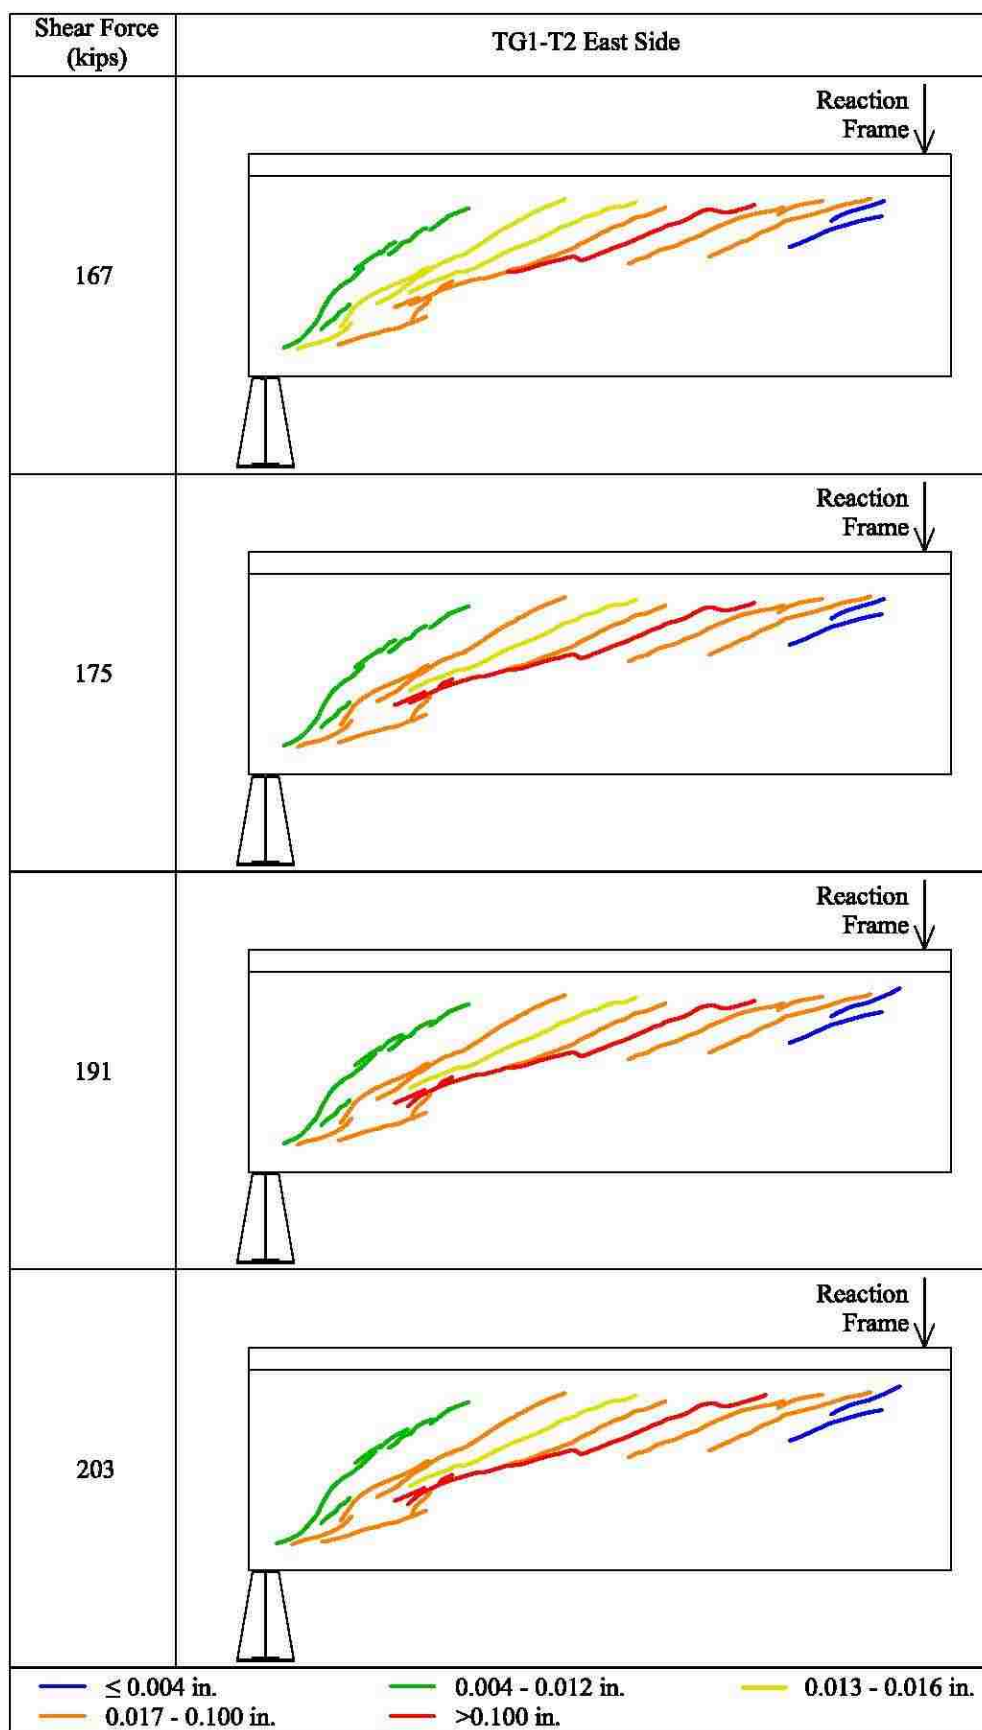 Shear Force
(kips)
TG1-T2 East Side
167
Reaction
Frame
175
Reaction
Frame
191
Reaction
Frame
203
Reaction
Frame
≤ 0.004 in.
0.004 - 0.012 in.
0.013 - 0.016 in.
0.017 - 0.100 in.
>0.100 in.